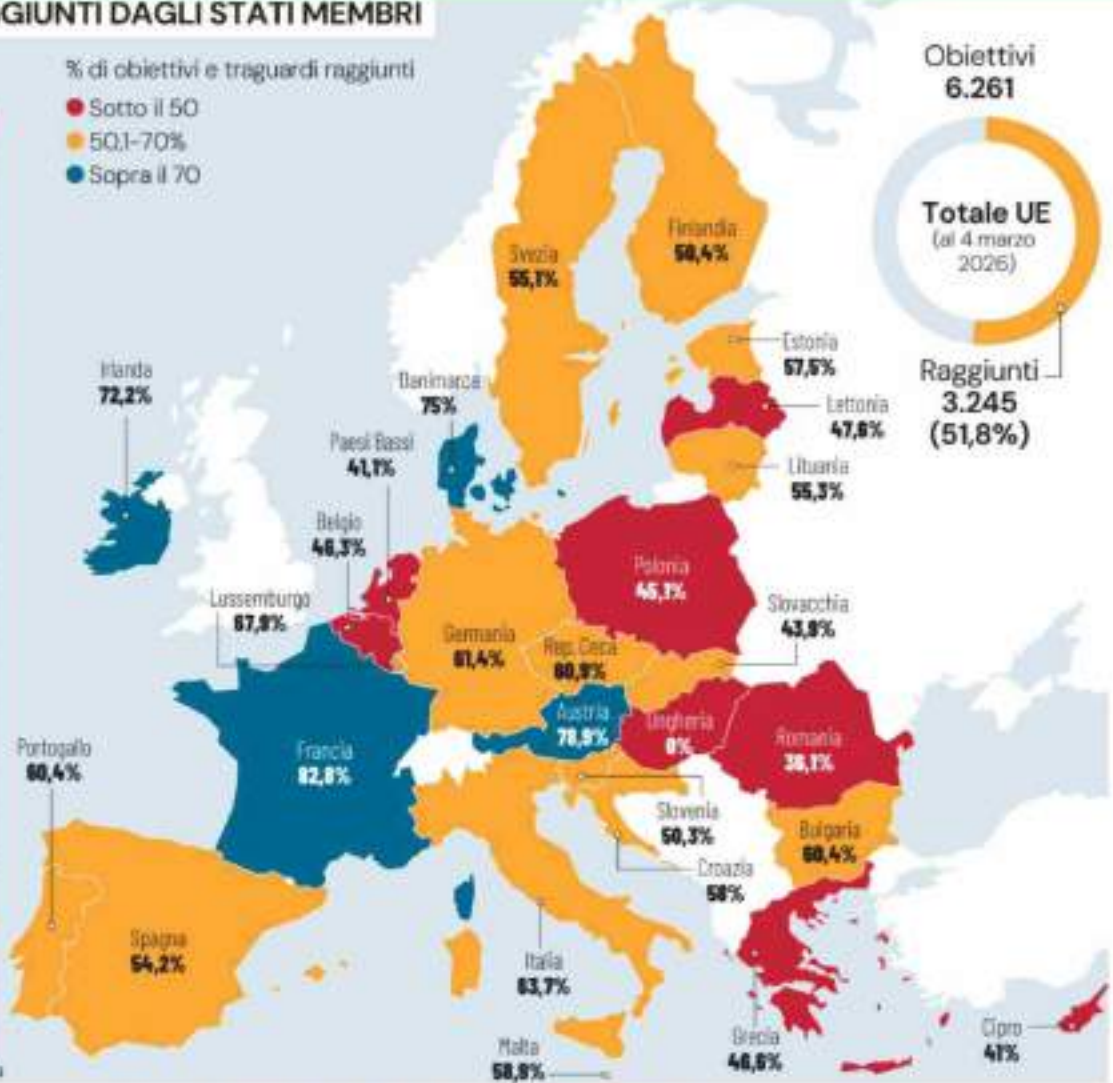 GIUNTI DAGLI STATI MEMBRI
% di obiettivi e traguardi raggiunti
Sotto il 50
50,1-70%
Sopra il 70
Obiettivi
6.261
Totale UE
(al 4 marzo
2026)
Raggiunti
3.245
(51,8%)
Finlandia
Svezia
55,1%
Estonia
57,5%
Lettonia
47,6%
Lituania
55,3%
Irlanda
72,2%
Danimarca
75%
Paesi Bassi
41,1%
Belgio
46,3%
Lussemburgo
67,9%
Germania
61,4%
Polonia
45,1%
Rep. Ceca
60,9%
Slovacchia
43,9%
Austria
78,9%
Ungheria
0%
Romania
36,1%
Francia
82,8%
Portogallo
60,4%
Slovenia
50,3%
Croazia
58%
Bulgaria
60,4%
Spagna
54,2%
Italia
63,7%
Malta
58,9%
Grecia
46,6%
Cipro
41%